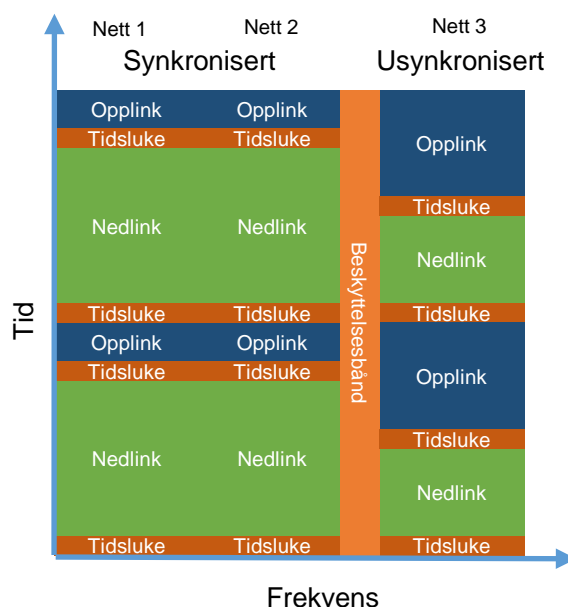 Nett 1 Nett 2 Nett 3
Synkronisert Usynkronisert
Opplink Opplink
Tidsluke Tidsluke
Opplink
Tidsluke
Nedlink Nedlink
Nedlink
Tidsluke Tidsluke Tidsluke
Opplink Opplink
Tidsluke Tidsluke
Opplink
Tidsluke
Nedlink Nedlink
Nedlink
Tidsluke Tidsluke Tidsluke
Beskyttelsesbånd
Tid
Frekvens